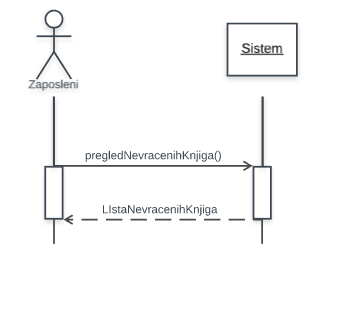 Sistem
Zaposleni
pregledNevracenihKnjiga()
LIstaNevracenihKnjiga